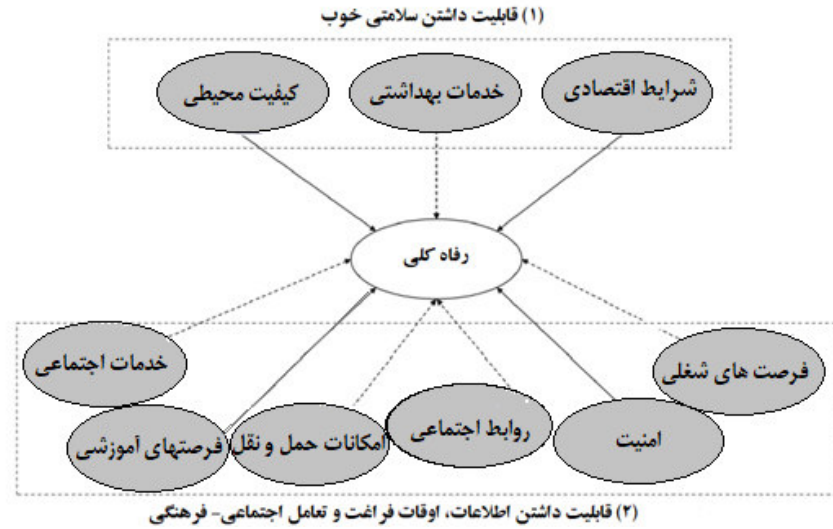 (۱) قابلیت داشتن سلامتی خوب
شرایط اقتصادی
خدمات بهداشتی
کیفیت محیطی
رفاه کلی
فرصت های شغلی
خدمات اجتماعی
امنیت
روابط اجتماعی
امکانات حمل و نقل
فرصتهای آموزشی
(۲) قابلیت داشتن اطلاعات، اوقات فراغت و تعامل اجتماعی- فرهنگی